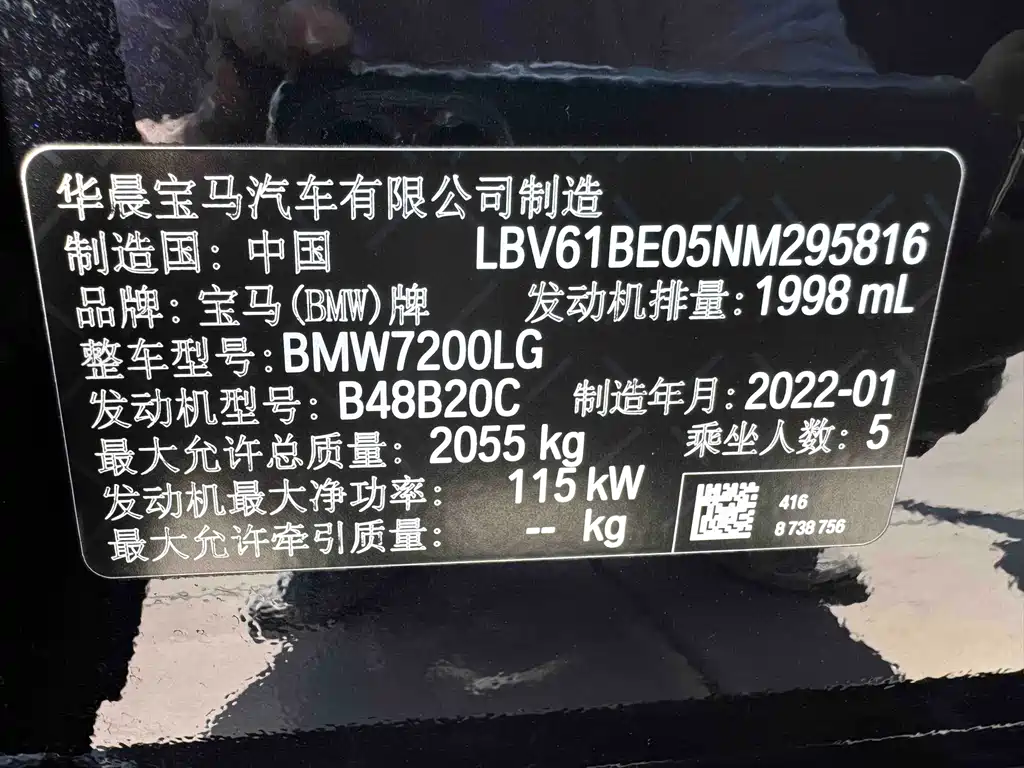 华晨宝马汽车有限公司制造
制造国：中国 LBV61BE05NM295816
品牌：宝马(BMW)牌 发动机排量：1998 mL
整车型号：BMW7200LG
发动机型号：B48B20C 制造年月：2022-01
最大允许总质量：2055 kg 乘坐人数：5
发动机最大净功率：115 kW
最大允许牵引质量：-- kg
416
8 738 756